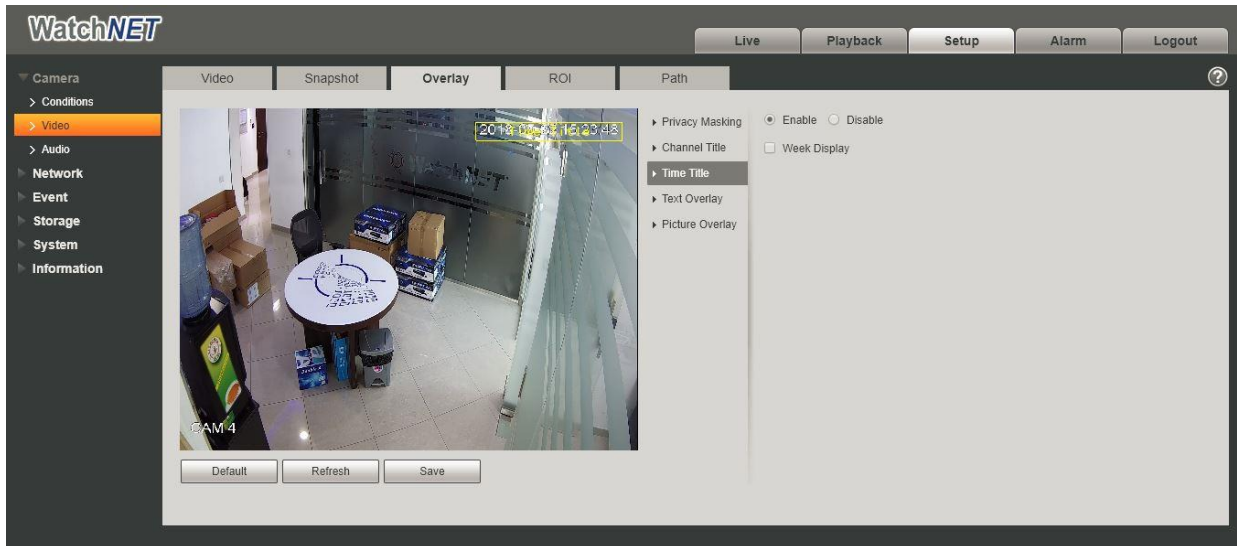 WatchNET
Live
Playback
Setup
Alarm
Logout
Camera
Conditions
Video
Audio
Network
Event
Storage
System
Information
Video
Snapshot
Overlay
ROI
Path
?
WatchNET
CAM 4
Privacy Masking
Channel Title
Time Title
Text Overlay
Picture Overlay
Enable
Disable
Week Display
Default
Refresh
Save